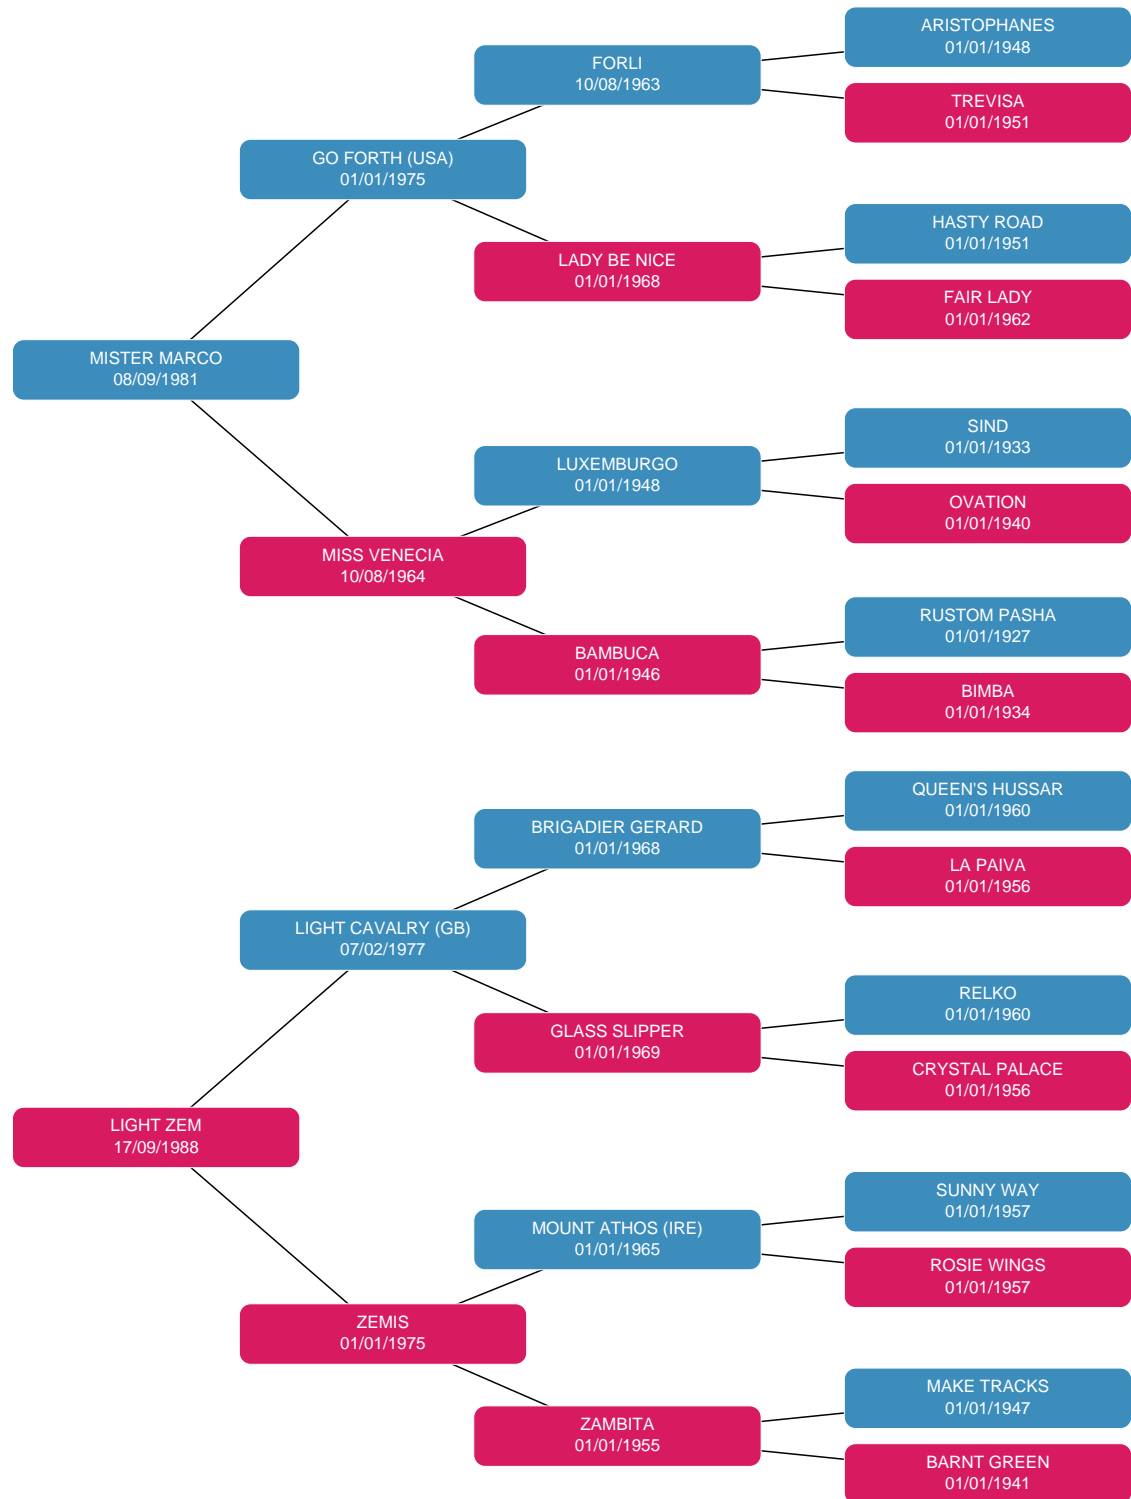 ARISTOPHANES
01/01/1948
FORLI
10/08/1963
TREVISA
01/01/1951
GO FORTH (USA)
01/01/1975
HASTY ROAD
01/01/1951
LADY BE NICE
01/01/1968
FAIR LADY
01/01/1962
MISTER MARCO
08/09/1981
SIND
01/01/1933
LUXEMBURGO
01/01/1948
OVATION
01/01/1940
MISS VENECIA
10/08/1964
RUSTOM PASHA
01/01/1927
BAMBUCA
01/01/1946
BIMBA
01/01/1934
QUEEN'S HUSSAR
01/01/1960
BRIGADIER GERARD
01/01/1968
LA PAIVA
01/01/1956
LIGHT CAVALRY (GB)
07/02/1977
RELKO
01/01/1960
GLASS SLIPPER
01/01/1969
CRYSTAL PALACE
01/01/1956
LIGHT ZEM
17/09/1988
SUNNY WAY
01/01/1957
MOUNT ATHOS (IRE)
01/01/1965
ROSIE WINGS
01/01/1957
ZEMIS
01/01/1975
MAKE TRACKS
01/01/1947
ZAMBITA
01/01/1955
BARNT GREEN
01/01/1941